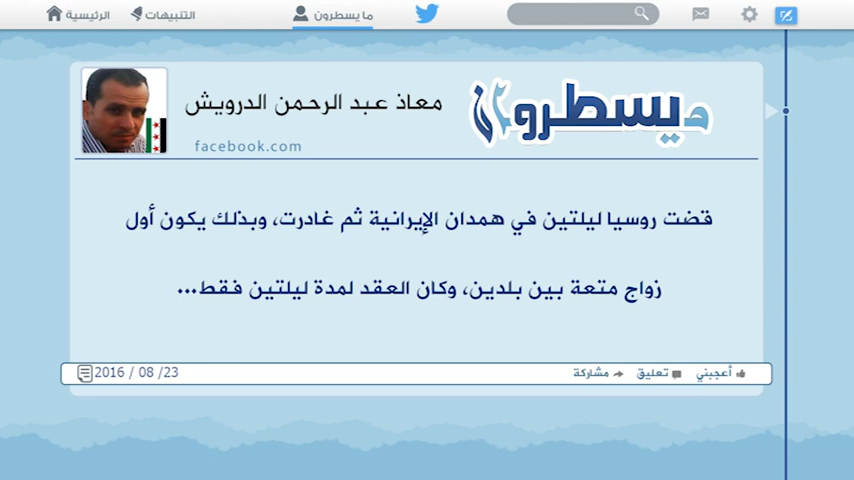 الرئيسية التنبيهات ما يسطرون
ما يسطرون
معاذ عبد الرحمن الدرويش
facebook.com
قضت روسيا ليلتين في همدان الإيرانية ثم غادرت، وبذلك يكون أول
زواج متعة بين بلدين، وكان العقد لمدة ليلتين فقط...
أعجبني تعليق مشاركة 2016 / 08 /23